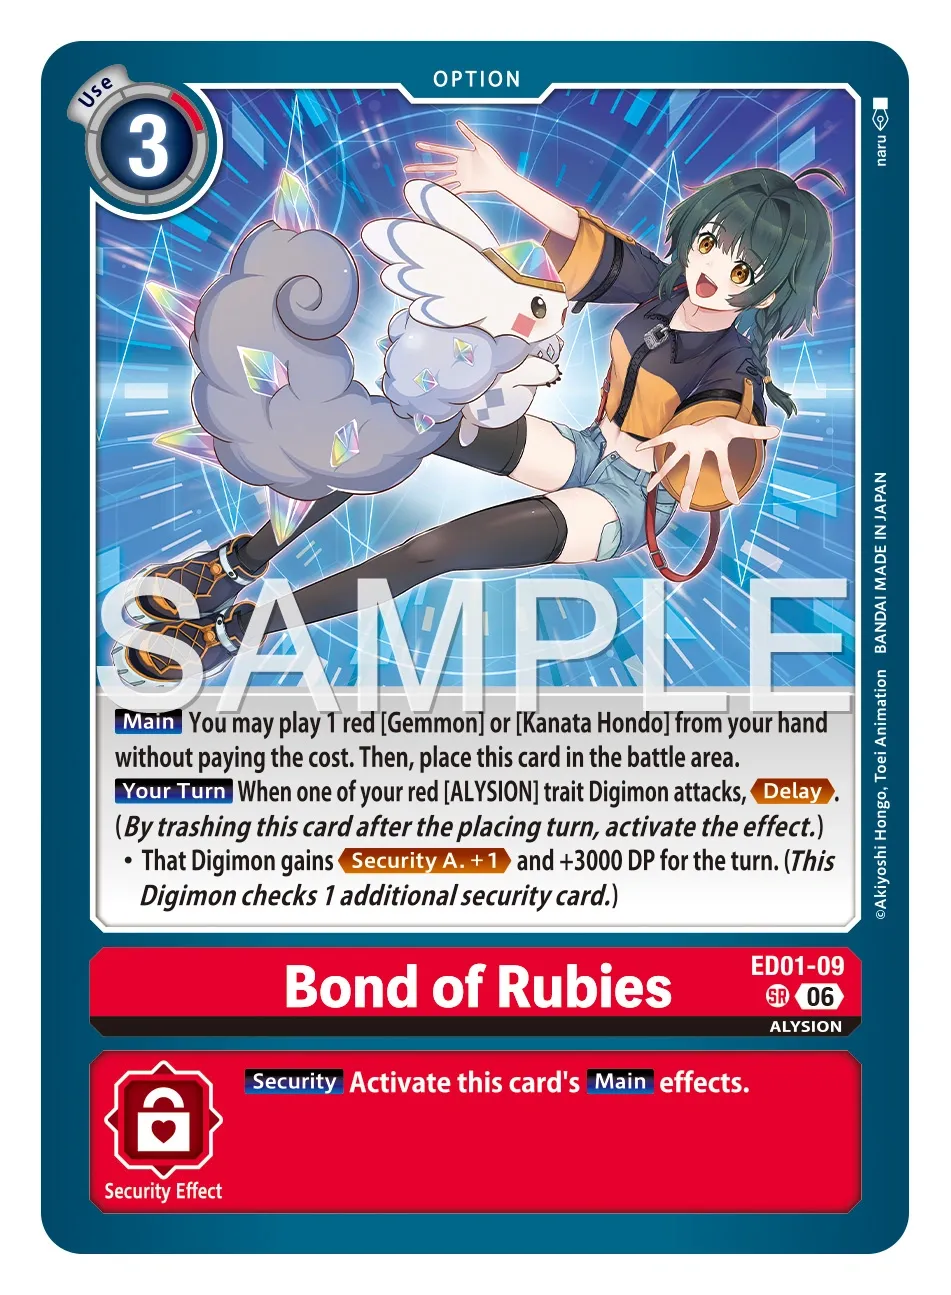 OPTION
Use
3
naru
SAMPLE
Main You may play 1 red [Gemmon] or [Kanata Hondo] from your hand
without paying the cost. Then, place this card in the battle area.
Your Turn When one of your red [ALYSION] trait Digimon attacks, Delay.
(By trashing this card after the placing turn, activate the effect.)
• That Digimon gains Security A. +1 and +3000 DP for the turn. (This
Digimon checks 1 additional security card.)
©Akiyoshi Hongo, Toei Animation BANDAI MADE IN JAPAN
Bond of Rubies
ED01-09
SR 06
ALYSION
Security Activate this card's Main effects.
Security Effect